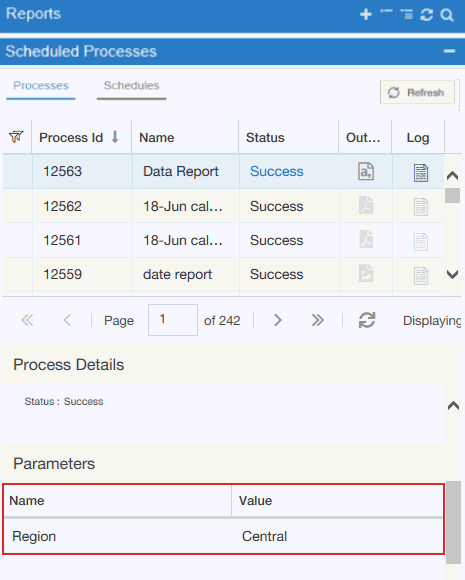 Reports
Scheduled Processes
Processes Schedules Refresh
Process Id Name Status Out... Log
12563 Data Report Success a,
12562 18-Jun cal... Success
12561 18-Jun cal... Success
12559 date report Success
Page 1 of 242 Displaying
Process Details
Status : Success
Parameters
Name Value
Region Central